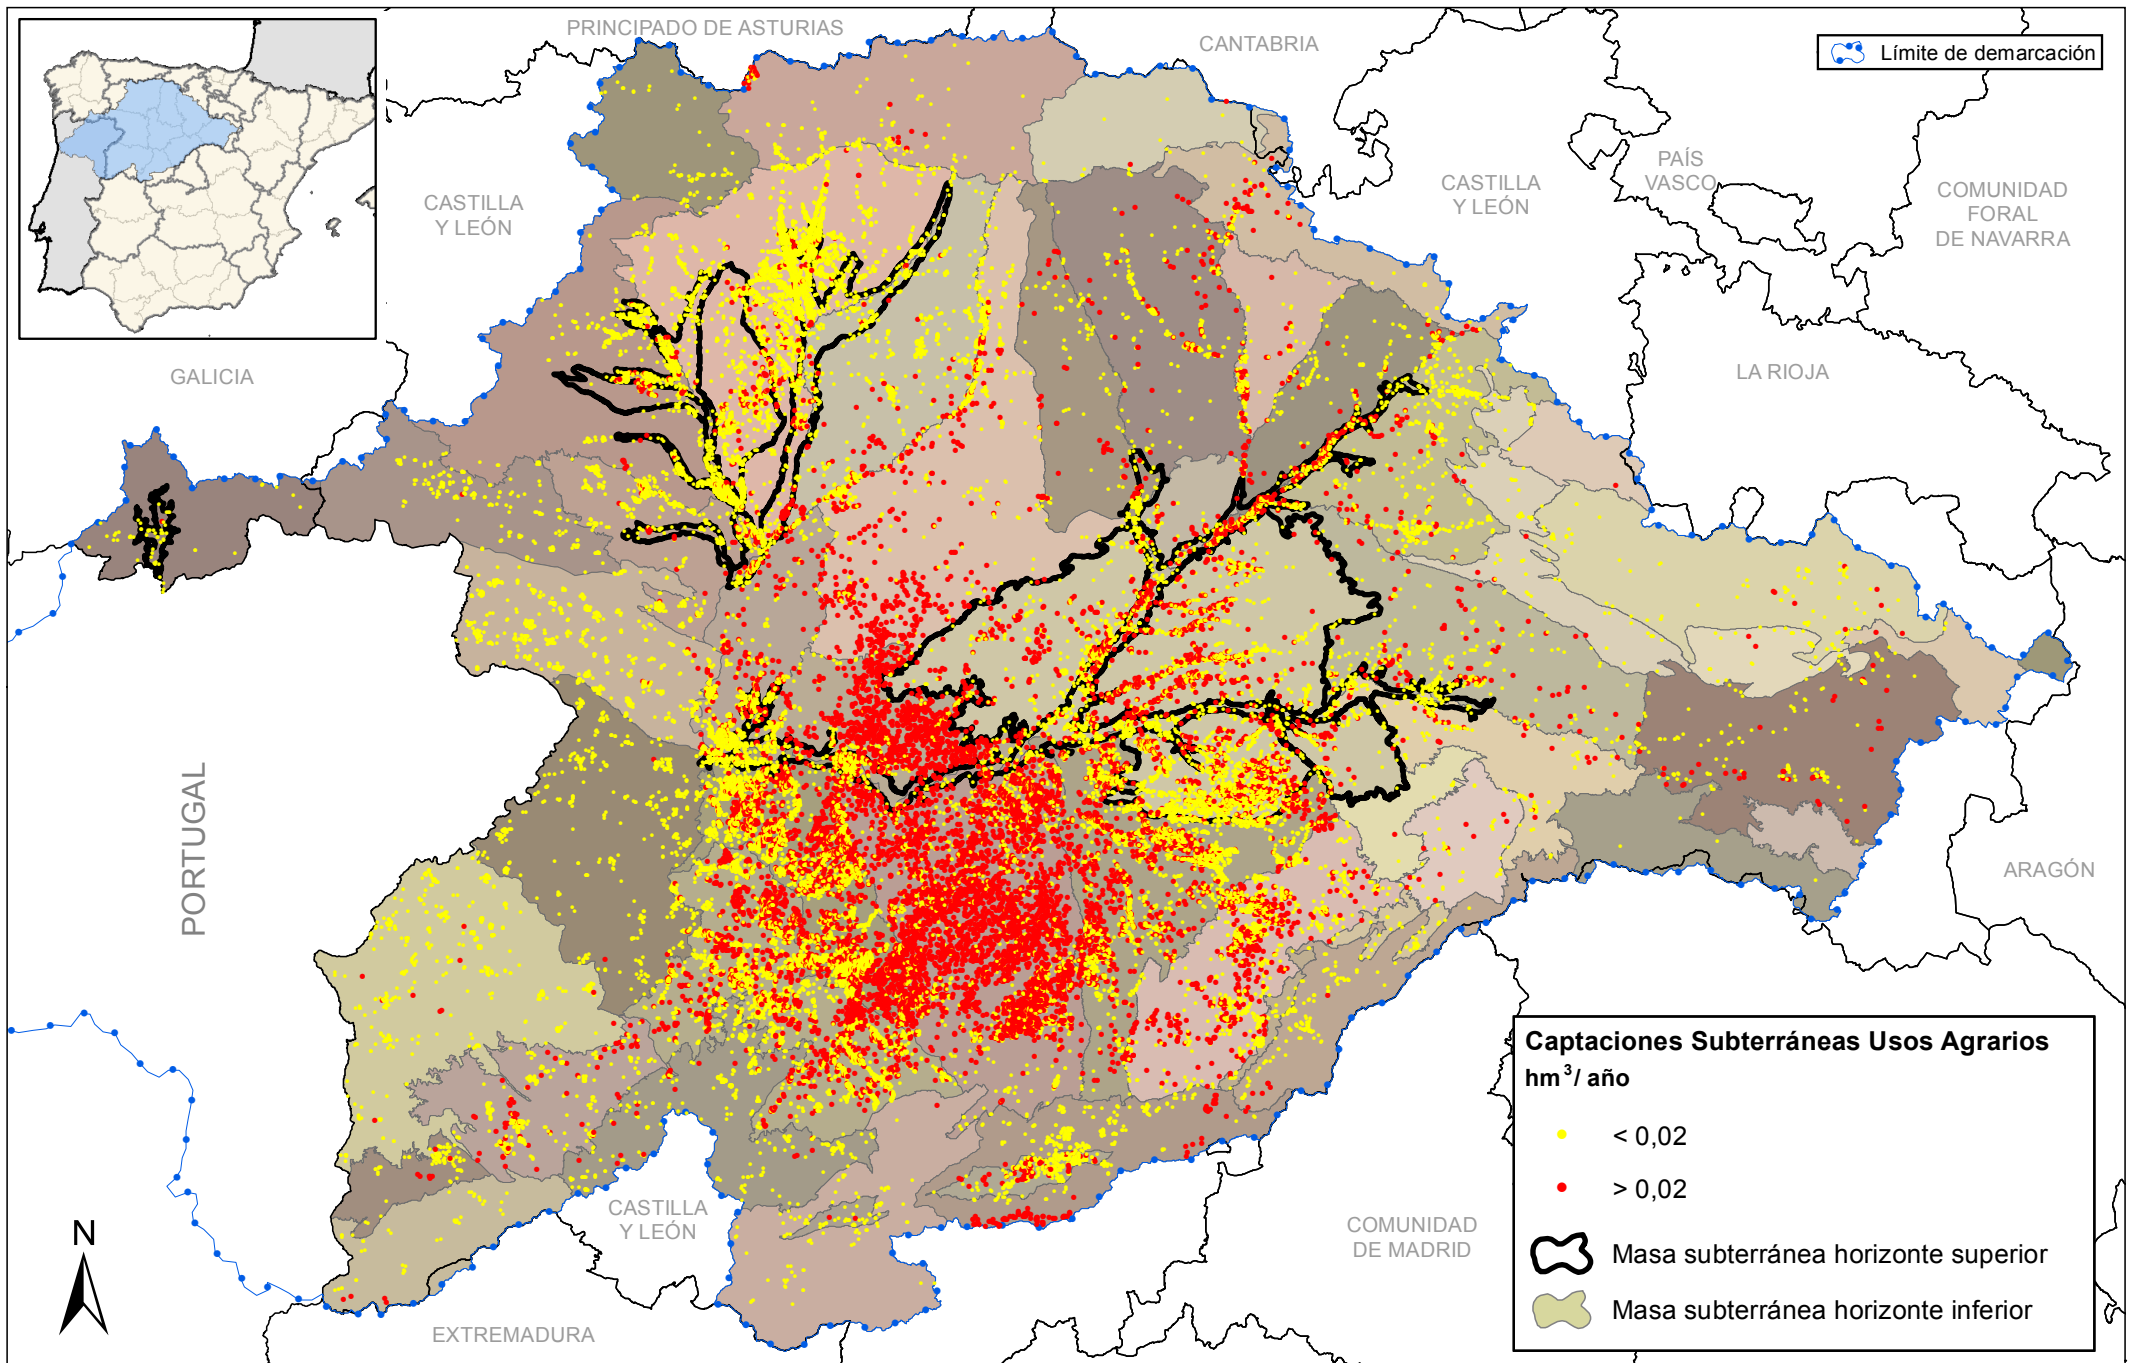 PRINCIPADO DE ASTURIAS
CANTABRIA
Límite de demarcación
CASTILLA
Y LEÓN
PAÍS
VASCO
CASTILLA
Y LEÓN
COMUNIDAD
FORAL
DE NAVARRA
GALICIA
LA RIOJA
PORTUGAL
ARAGÓN
Captaciones Subterráneas Usos Agrarios
hm³/ año
< 0,02
> 0,02
Masa subterránea horizonte superior
Masa subterránea horizonte inferior
CASTILLA
Y LEÓN
COMUNIDAD
DE MADRID
N
EXTREMADURA